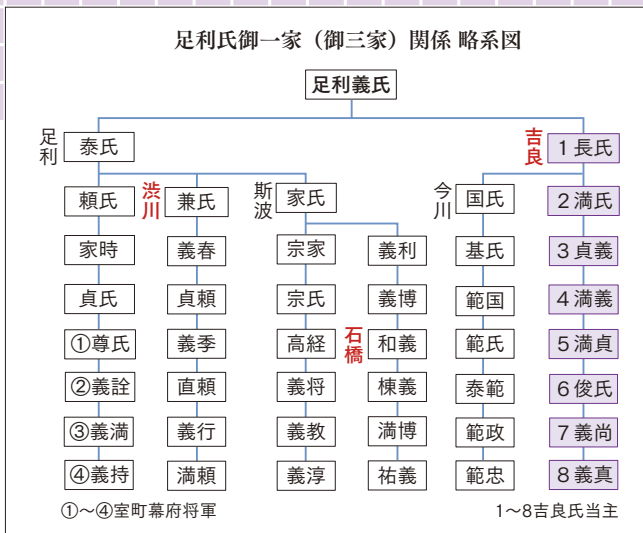 足利氏御一家（御三家）関係 略系図
足利義氏
足利
泰氏
吉良
1 長氏
頼氏
渋川
兼氏
斯波
家氏
今川
国氏
2 満氏
家時
義春
宗家
義利
基氏
3 貞義
貞氏
貞頼
宗氏
義博
範国
4 満義
①尊氏
義季
高経
石橋
和義
範氏
5 満貞
②義詮
直頼
義将
棟義
泰範
6 俊氏
③義満
義行
義教
満博
範政
7 義尚
④義持
満頼
義淳
祐義
範忠
8 義真
①～④室町幕府将軍
1～8吉良氏当主